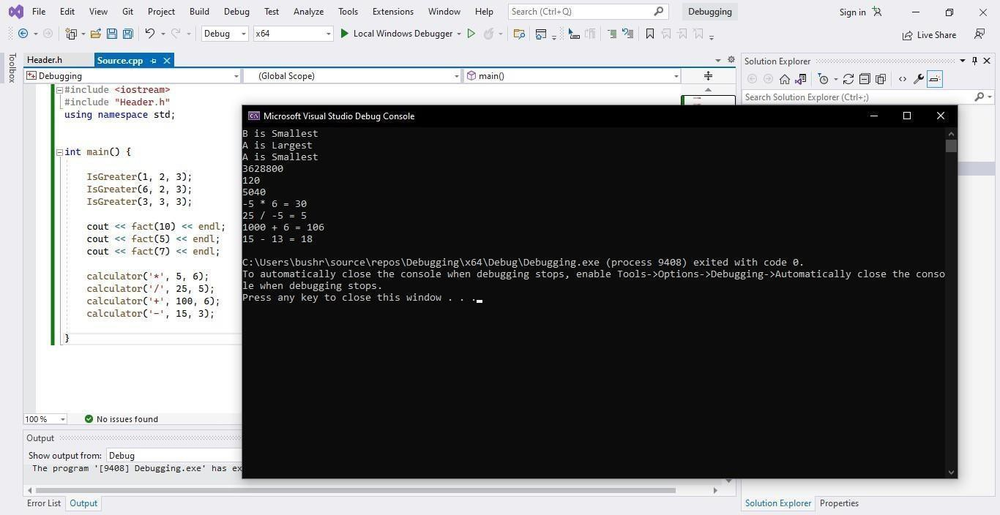 File Edit View Git Project Build Debug Test Analyze Tools Extensions Window Help Search (Ctrl+Q) Debugging Sign in
Debug x64 Local Windows Debugger Live Share
Toolbox
Header.h Source.cpp
Debugging (Global Scope) main()
#include <iostream>
#include "Header.h"
using namespace std;
int main() {
IsGreater(1, 2, 3);
IsGreater(6, 2, 3);
IsGreater(3, 3, 3);
cout << fact(10) << endl;
cout << fact(5) << endl;
cout << fact(7) << endl;
calculator('*', 5, 6);
calculator('/', 25, 5);
calculator('+', 100, 6);
calculator('-', 15, 3);
}
100 % No issues found
Output
Show output from: Debug
The program '[9408] Debugging.exe' has ex
Error List Output
Microsoft Visual Studio Debug Console
B is Smallest
A is Largest
A is Smallest
3628800
120
5040
-5 * 6 = 30
25 / -5 = 5
1000 + 6 = 106
15 - 13 = 18
C:\Users\bushr\source\repos\Debugging\x64\Debug\Debugging.exe (process 9408) exited with code 0.
To automatically close the console when debugging stops, enable Tools->Options->Debugging->Automatically close the conso
le when debugging stops.
Press any key to close this window . . .
Solution Explorer
Search Solution Explorer (Ctrl+;)
Solution Explorer Properties